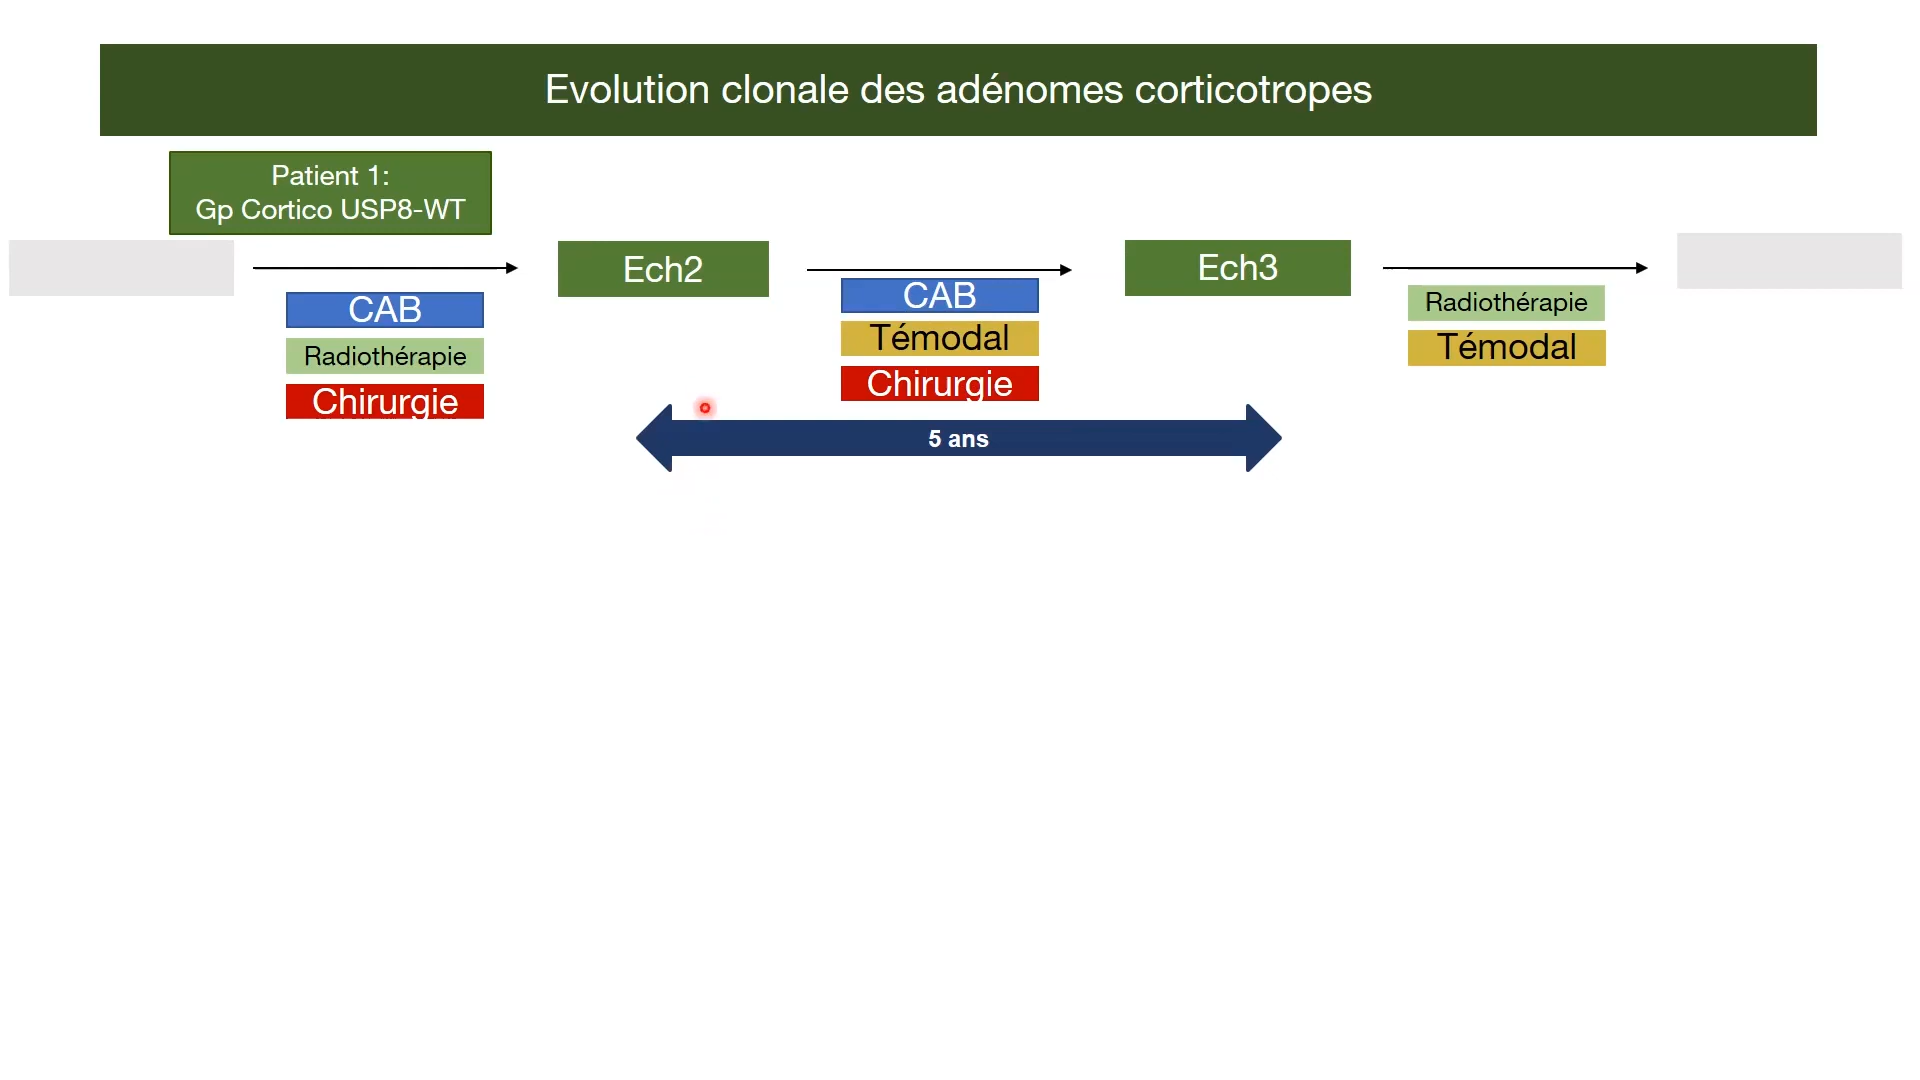 Evolution clonale des adénomes corticotropes
Patient 1:
Gp Cortico USP8-WT
Ech2
Ech3
CAB
Radiothérapie
Chirurgie
CAB
Témodal
Chirurgie
Radiothérapie
Témodal
5 ans